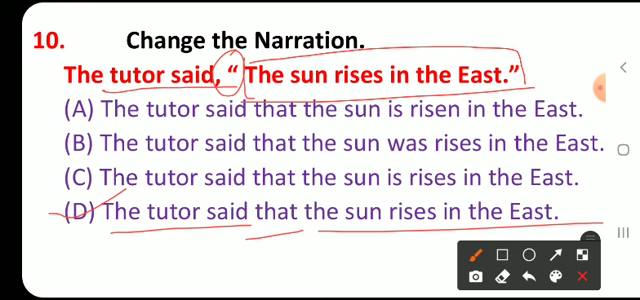 10. Change the Narration.
The tutor said, “ The sun rises in the East.”
(A) The tutor said that the sun is risen in the East.
(B) The tutor said that the sun was rises in the East.
(C) The tutor said that the sun is rises in the East.
(D) The tutor said that the sun rises in the East.